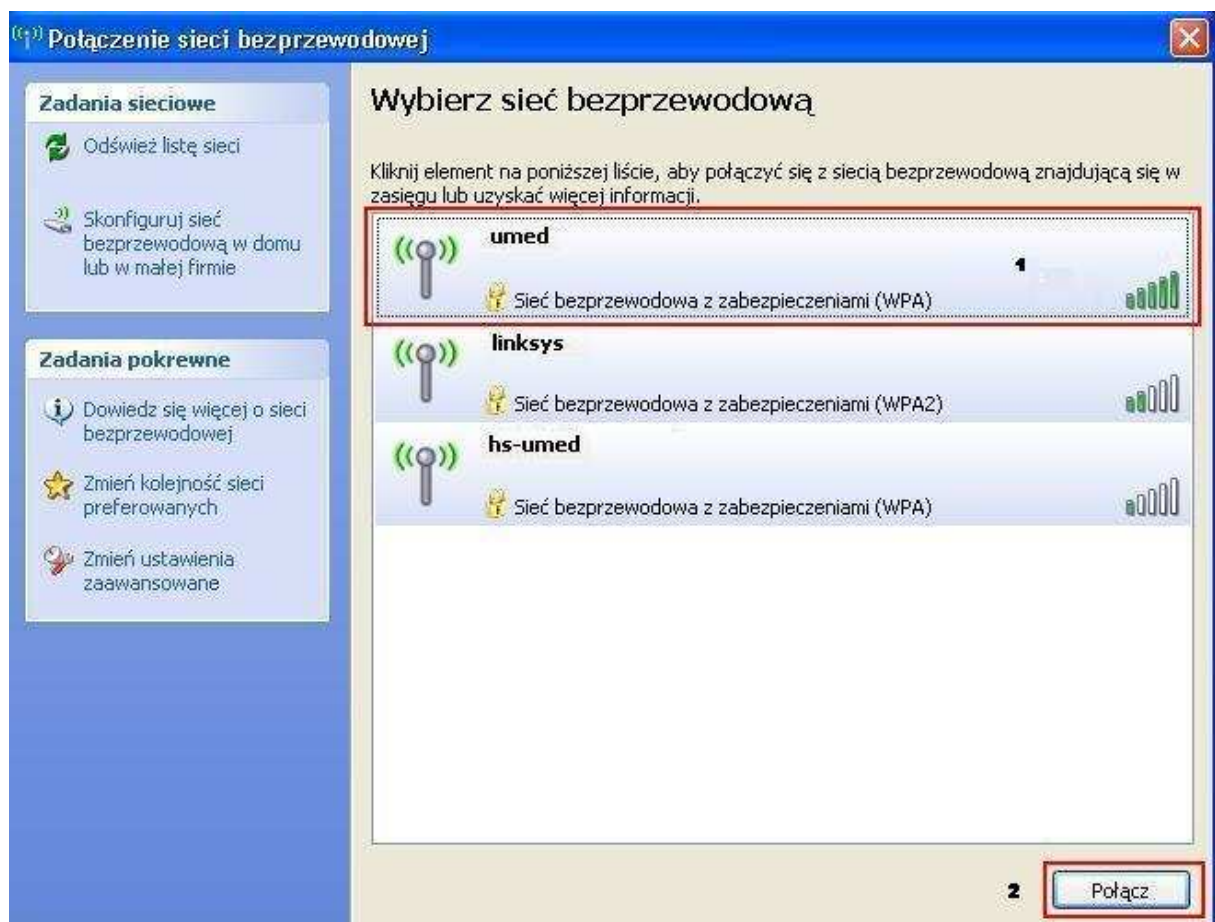 Połączenie sieci bezprzewodowej
Zadania sieciowe
Odśwież listę sieci
Skonfiguruj sieć
bezprzewodową w domu
lub w małej firmie
Zadania pokrewne
Dowiedz się więcej o sieci
bezprzewodowej
Zmień kolejność sieci
preferowanych
Zmień ustawienia
zaawansowane
Wybierz sieć bezprzewodową
Kliknij element na poniższej liście, aby połączyć się z siecią bezprzewodową znajdującą się w
zasięgu lub uzyskać więcej informacji.
umed
1
Sieć bezprzewodowa z zabezpieczeniami (WPA)
linksys
Sieć bezprzewodowa z zabezpieczeniami (WPA2)
hs-umed
Sieć bezprzewodowa z zabezpieczeniami (WPA)
2 Połącz